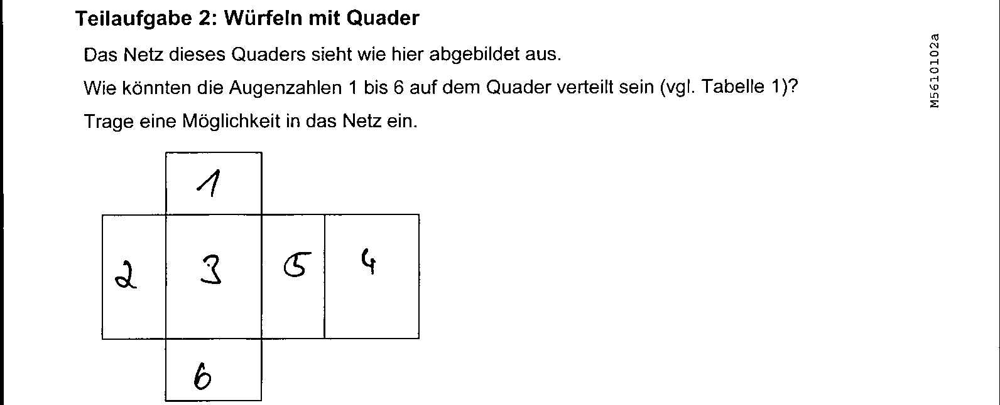 Teilaufgabe 2: Würfeln mit Quader
Das Netz dieses Quaders sieht wie hier abgebildet aus.
Wie könnten die Augenzahlen 1 bis 6 auf dem Quader verteilt sein (vgl. Tabelle 1)?
Trage eine Möglichkeit in das Netz ein.
M5610102a
1
2 3 5 4
6